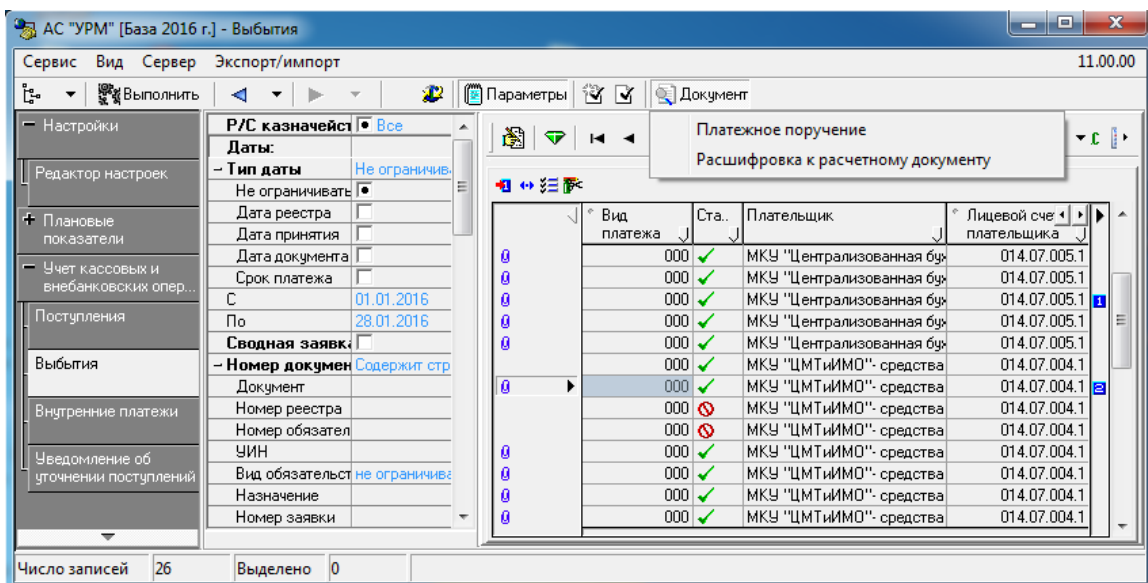 АС "УРМ" [База 2016 г.] - Выбытия
Сервис Вид Сервер Экспорт/импорт 11.00.00
Выполнить Параметры Документ
Платежное поручение
Расшифровка к расчетному документу
Настройки
Редактор настроек
Плановые
показатели
Учет кассовых и
внебанковских опер...
Поступления
Выбытия
Внутренние платежи
Уведомление об
уточнении поступлений
Р/С казначейст Все
Даты:
Тип даты Не ограничив
Не ограничивать
Дата реестра
Дата принятия
Дата документа
Срок платежа
С 01.01.2016
По 28.01.2016
Сводная заявк
Номер докумен Содержит стр
Документ
Номер реестра
Номер обязател
УИН
Вид обязательст не ограничива
Назначение
Номер заявки
Вид
платежа
Ста..
Плательщик
Лицевой счет
плательщика
000 МКУ "Централизованная бух 014.07.005.1
000 МКУ "Централизованная бух 014.07.005.1
000 МКУ "Централизованная бух 014.07.005.1 1
000 МКУ "Централизованная бух 014.07.005.1
000 МКУ "Централизованная бух 014.07.005.1
000 МКУ "ЦМТиИМО"- средства 014.07.004.1
000 МКУ "ЦМТиИМО"- средства 014.07.004.1 2
000 МКУ "ЦМТиИМО"- средства 014.07.004.1
000 МКУ "ЦМТиИМО"- средства 014.07.004.1
000 МКУ "ЦМТиИМО"- средства 014.07.004.1
000 МКУ "ЦМТиИМО"- средства 014.07.004.1
000 МКУ "ЦМТиИМО"- средства 014.07.004.1
000 МКУ "ЦМТиИМО"- средства 014.07.004.1
Число записей 26 Выделено 0